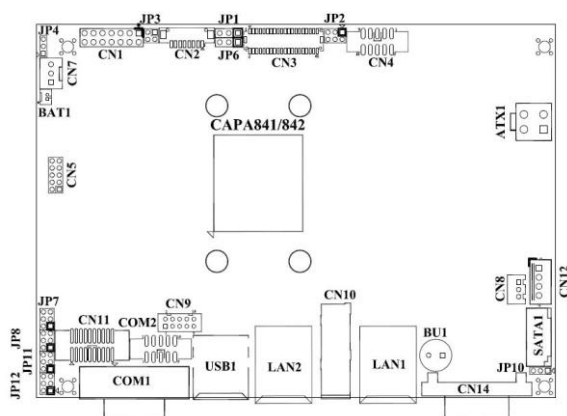 JP3
JP1
JP2
JP4
CN1
CN2
JP6
CN3
CN4
CN7
BAT1
CAPA841/842
ATX1
CN5
CN8
CN12
JP7
CN9
CN10
CN11
COM2
JP8
JP11
JP12
USB1
LAN2
LAN1
BU1
SATA1
JP10
COM1
CN14